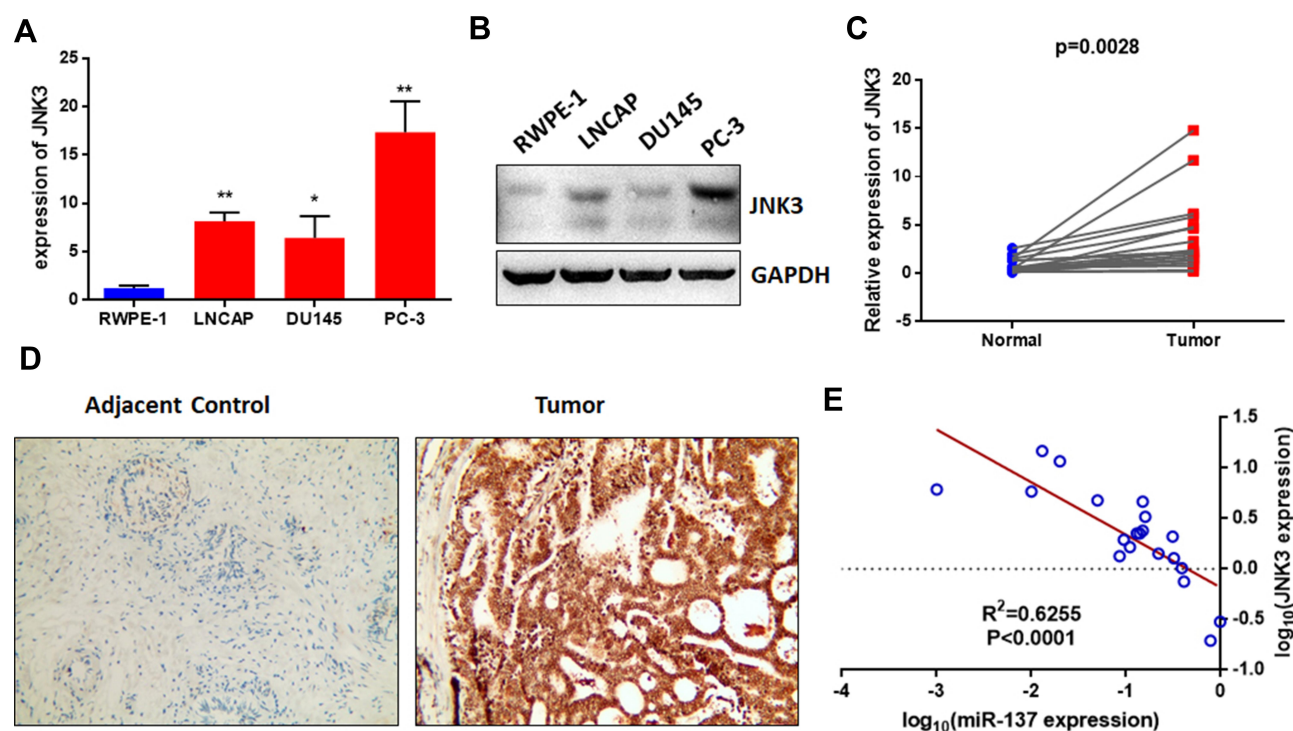 A
expression of JNK3
25
20
15
10
5
0
**
*
**
RWPE-1 LNCAP DU145 PC-3
B
RWPE-1 LNCAP DU145 PC-3
JNK3
GAPDH
C
p=0.0028
Relative expression of JNK3
20
15
10
5
0
-5
Normal Tumor
D
Adjacent Control Tumor
E
1.5
1.0
0.5
0.0
-0.5
-1.0
log10(JNK3 expression)
R²=0.6255
P<0.0001
-4 -3 -2 -1 0
log10(miR-137 expression)